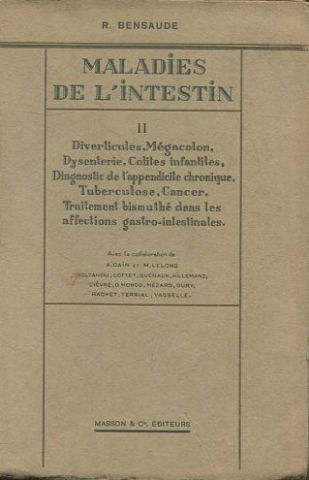 R. BENSAUDE
MALADIES
DE L'INTESTIN
II
Diverticules, Mégacolon,
Dysenterie, Colites infantiles,
Diagnostic de l'appendicite chronique,
Tuberculose, Cancer,
Traitement bismuthé dans les
affections gastro-intestinales.
Avec la collaboration de
A. CAÏN ET M. LELONG
COTTET, GUÉNAUX, HILLEMAND,
LIÈVRE, O. MONOD, MÉZARD, OURY,
RACHET, TERRIAL, VASSELLE.
MASSON & Cie, ÉDITEURS